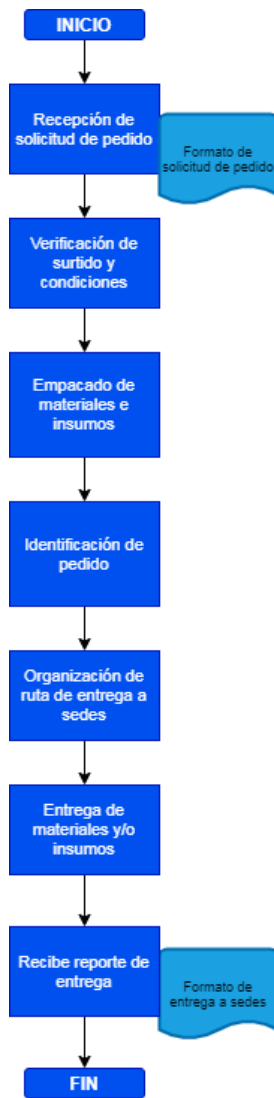 INICIO
Recepción de
solicitud de pedido
Formato de
solicitud de pedido
Verificación de
surtido y
condiciones
Empacado de
materiales e
insumos
Identificación de
pedido
Organización de
ruta de entrega a
sedes
Entrega de
materiales y/o
insumos
Recibe reporte de
entrega
Formato de
entrega a sedes
FIN